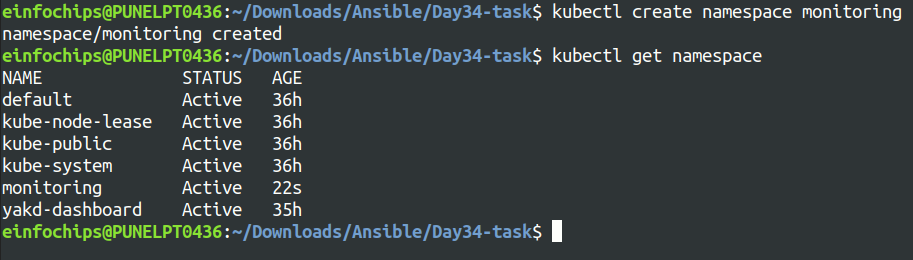 einfochips@PUNELPT0436:~/Downloads/Ansible/Day34-task$ kubectl create namespace monitoring
namespace/monitoring created
einfochips@PUNELPT0436:~/Downloads/Ansible/Day34-task$ kubectl get namespace
NAME              STATUS   AGE
default           Active   36h
kube-node-lease   Active   36h
kube-public       Active   36h
kube-system       Active   36h
monitoring        Active   22s
yakd-dashboard    Active   35h
einfochips@PUNELPT0436:~/Downloads/Ansible/Day34-task$